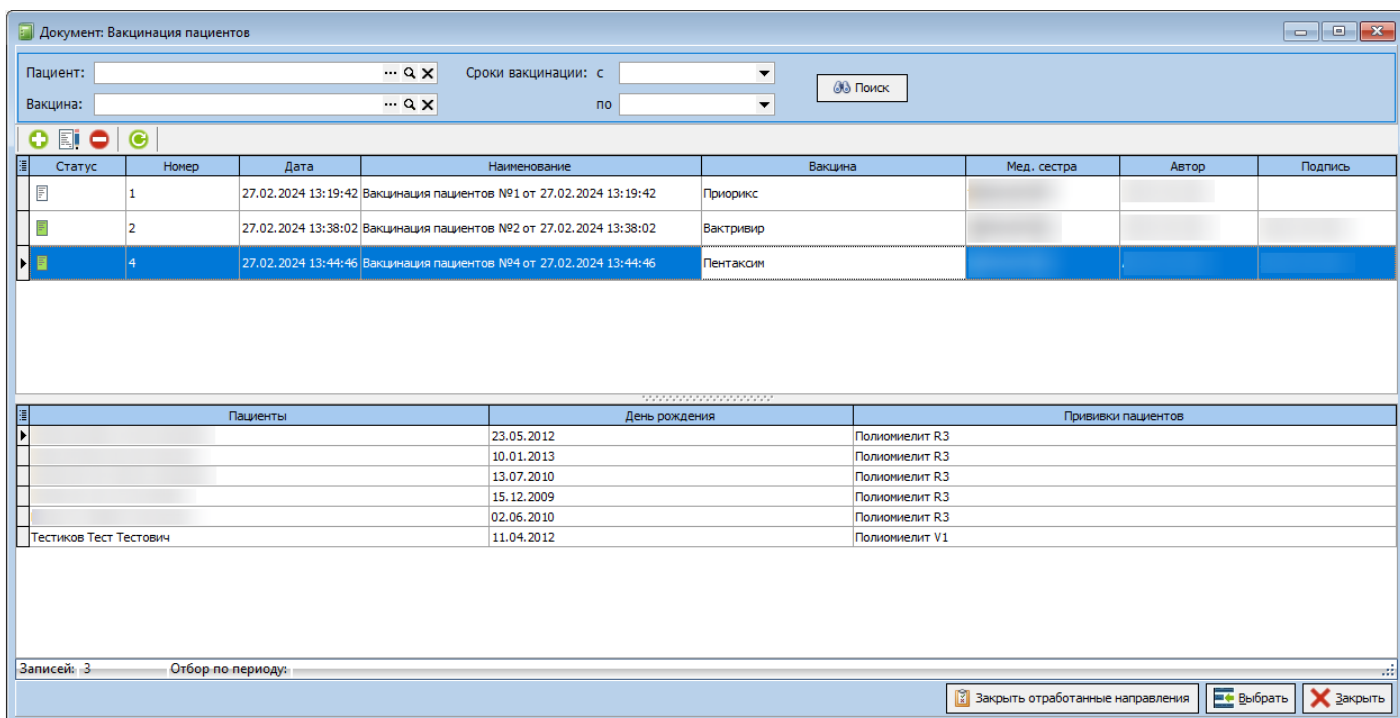 Документ: Вакцинация пациентов
Пациент: Сроки вакцинации: с
Поиск
Вакцина: по
Статус Номер Дата Наименование Вакцина Мед. сестра Автор Подпись
1 27.02.2024 13:19:42 Вакцинация пациентов №1 от 27.02.2024 13:19:42 Приорикс
2 27.02.2024 13:38:02 Вакцинация пациентов №2 от 27.02.2024 13:38:02 Вактривир
4 27.02.2024 13:44:46 Вакцинация пациентов №4 от 27.02.2024 13:44:46 Пентаксим
Пациенты День рождения Прививки пациентов
23.05.2012 Полиомиелит R3
10.01.2013 Полиомиелит R3
13.07.2010 Полиомиелит R3
15.12.2009 Полиомиелит R3
02.06.2010 Полиомиелит R3
Тестиков Тест Тестович 11.04.2012 Полиомиелит V1
Записей: 3 Отбор по периоду:
Закрыть отработанные направления Выбрать Закрыть